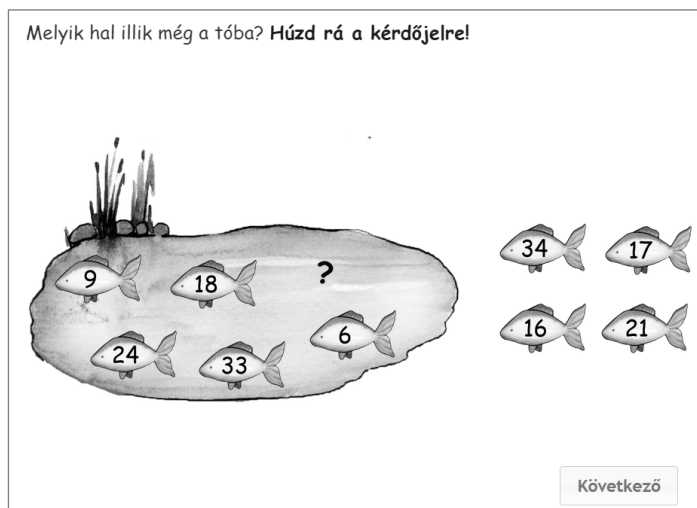 Melyik hal illik még a tóba? Húzd rá a kérdőjelre!
34 17
9 18 ?
16 21
6
24 33
Következő